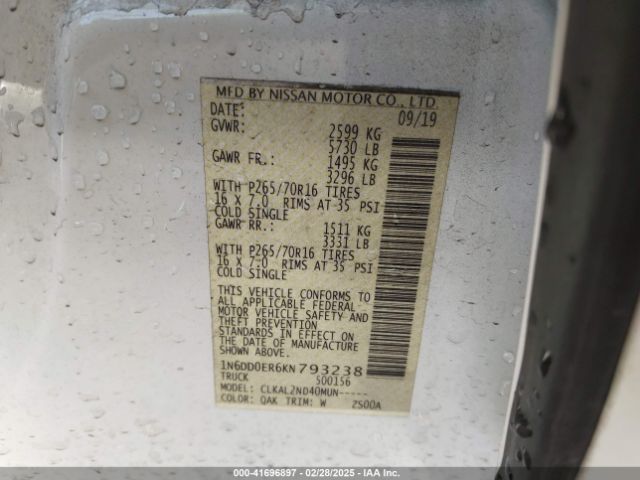 MFD BY NISSAN MOTOR CO., LTD.
DATE: 09/19
GVWR: 2599 KG
5730 LB
GAWR FR.: 1495 KG
3296 LB
WITH P265/70R16 TIRES
16 X 7.0 RIMS AT 35 PSI
COLD SINGLE
GAWR RR.: 1511 KG
3331 LB
WITH P265/70R16 TIRES
16 X 7.0 RIMS AT 35 PSI
COLD SINGLE
THIS VEHICLE CONFORMS TO
ALL APPLICABLE FEDERAL
MOTOR VEHICLE SAFETY AND
THEFT PREVENTION
STANDARDS IN EFFECT ON
THE DATE OF MANUFACTURE
SHOWN ABOVE.
1N6DD0ER6KN793238
TRUCK 500156
MODEL: CLKAL2ND40MUN-----
COLOR: QAK TRIM: W 2S00A
000-41696897 - 02/28/2025 - IAA Inc.